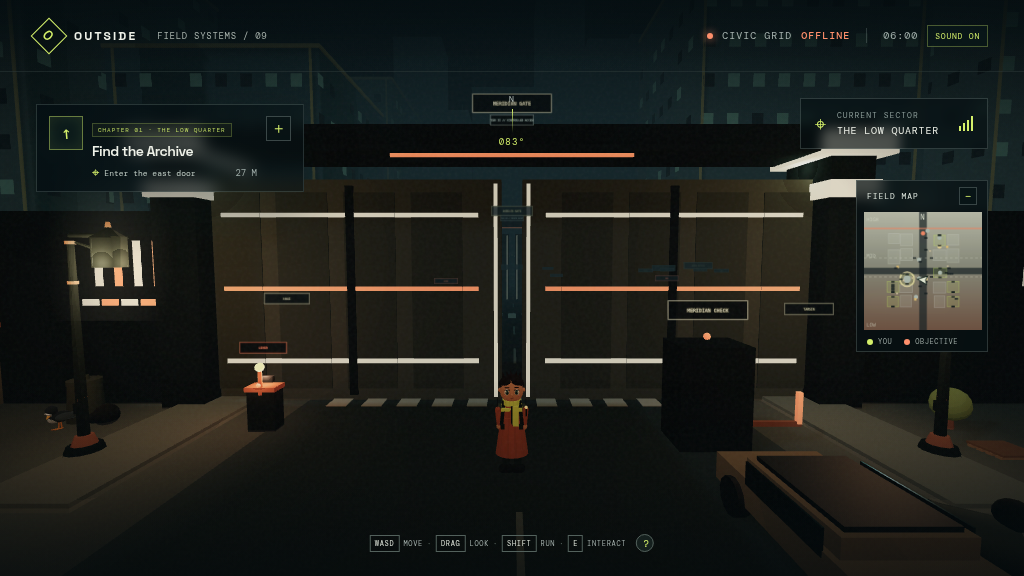 OUTSIDE
FIELD SYSTEMS / 09
CIVIC GRID OFFLINE
06:00
SOUND ON
CHAPTER 01 · THE LOW QUARTER
Find the Archive
Enter the east door
27 M
MERIDIAN GATE
N
083°
CURRENT SECTOR
THE LOW QUARTER
FIELD MAP
N
LOW
YOU
OBJECTIVE
MERIDIAN CHECK
WASD MOVE · DRAG LOOK · SHIFT RUN · E INTERACT ?